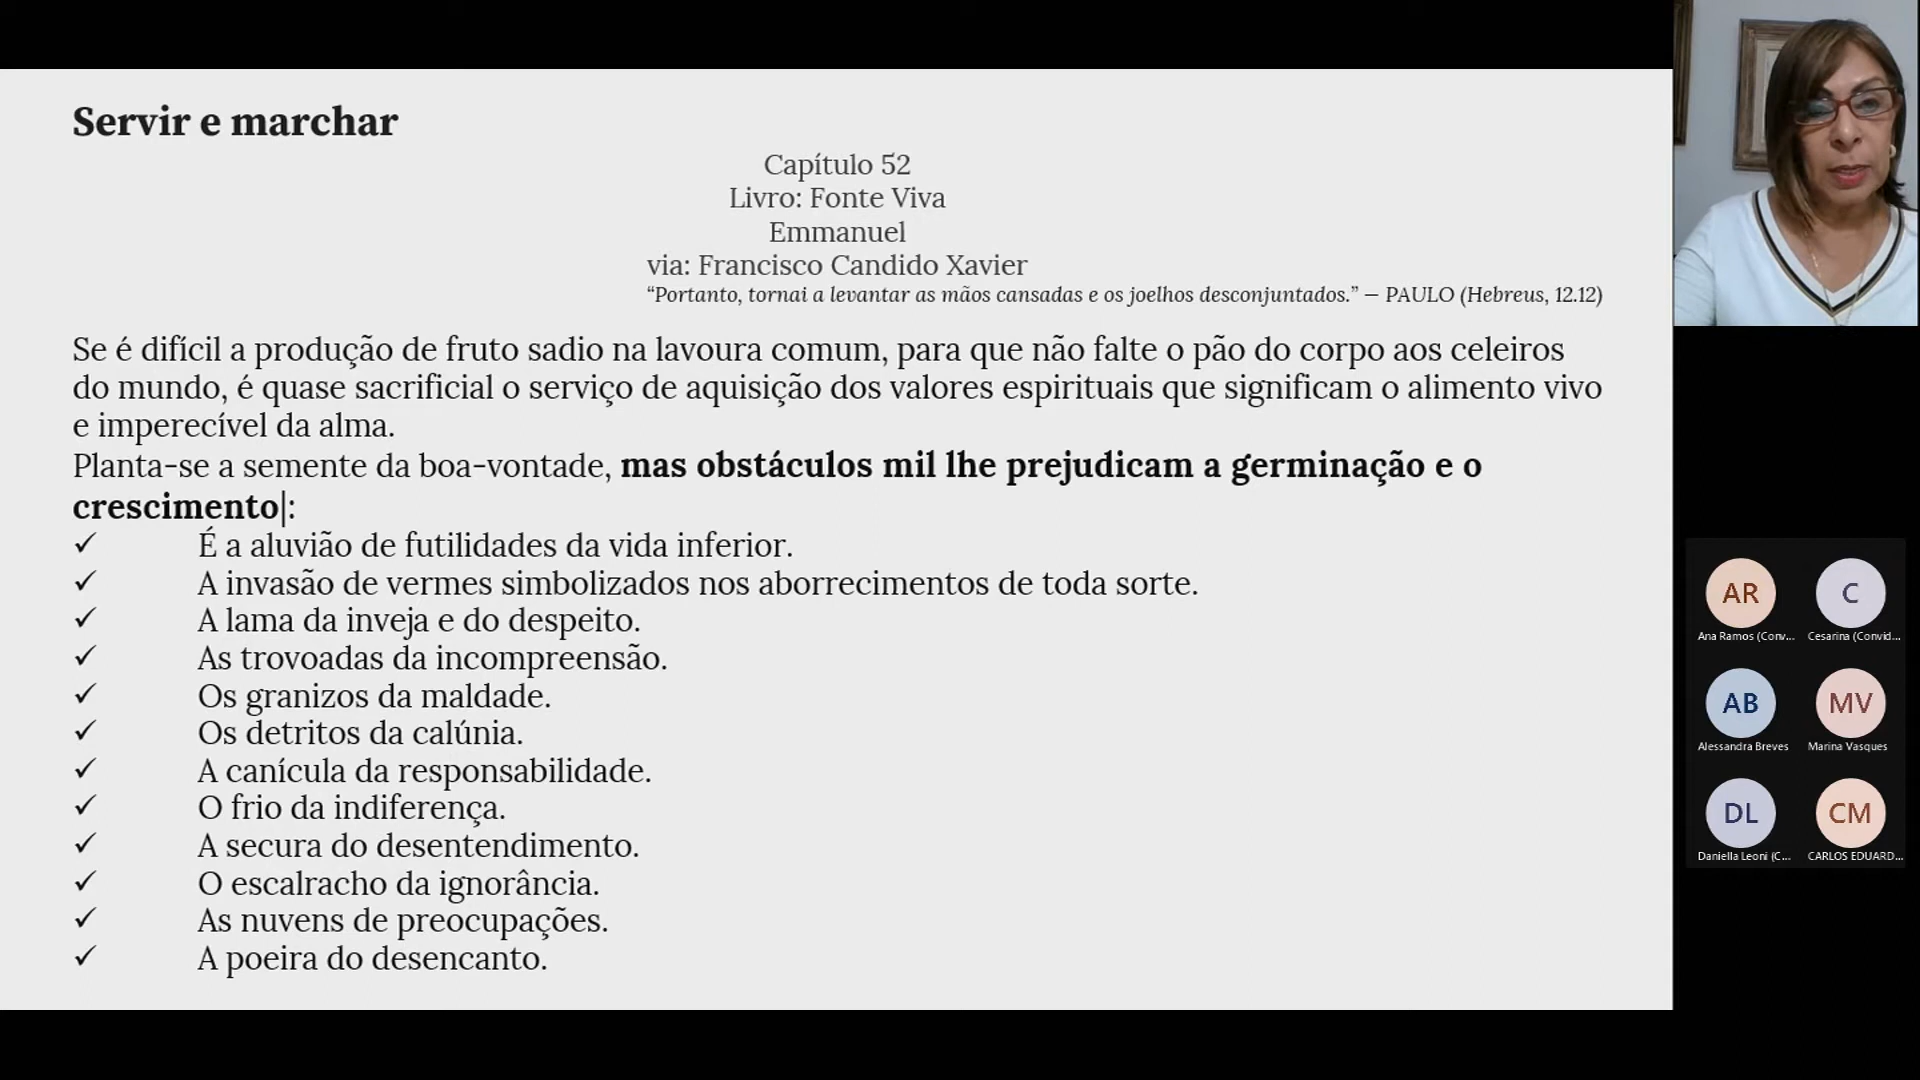 Servir e marchar
Capítulo 52
Livro: Fonte Viva
Emmanuel
via: Francisco Candido Xavier
“Portanto, tornai a levantar as mãos cansadas e os joelhos desconjuntados.” — PAULO (Hebreus, 12.12)
Se é difícil a produção de fruto sadio na lavoura comum, para que não falte o pão do corpo aos celeiros
do mundo, é quase sacrificial o serviço de aquisição dos valores espirituais que significam o alimento vivo
e imperecível da alma.
Planta-se a semente da boa-vontade, mas obstáculos mil lhe prejudicam a germinação e o
crescimento:
✓ É a aluvião de futilidades da vida inferior.
✓ A invasão de vermes simbolizados nos aborrecimentos de toda sorte.
✓ A lama da inveja e do despeito.
✓ As trovoadas da incompreensão.
✓ Os granizos da maldade.
✓ Os detritos da calúnia.
✓ A canícula da responsabilidade.
✓ O frio da indiferença.
✓ A secura do desentendimento.
✓ O escalracho da ignorância.
✓ As nuvens de preocupações.
✓ A poeira do desencanto.
AR C
Ana Ramos (Conv... Cesarina (Convid...
AB MV
Alessandra Breves Marina Vasques
DL CM
Daniella Leoni (C... CARLOS EDUARD...